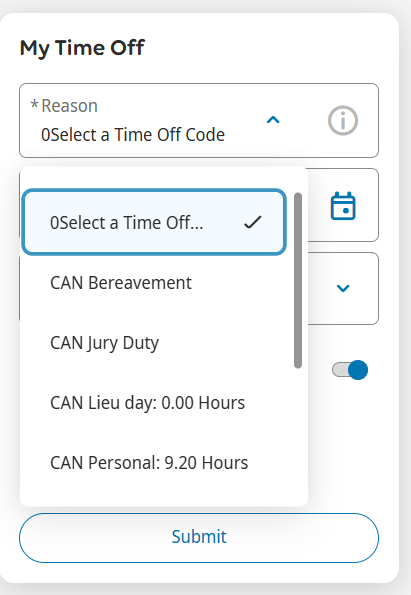 My Time Off
*Reason
0Select a Time Off Code
0Select a Time Off...
CAN Bereavement
CAN Jury Duty
CAN Lieu day: 0.00 Hours
CAN Personal: 9.20 Hours
Submit